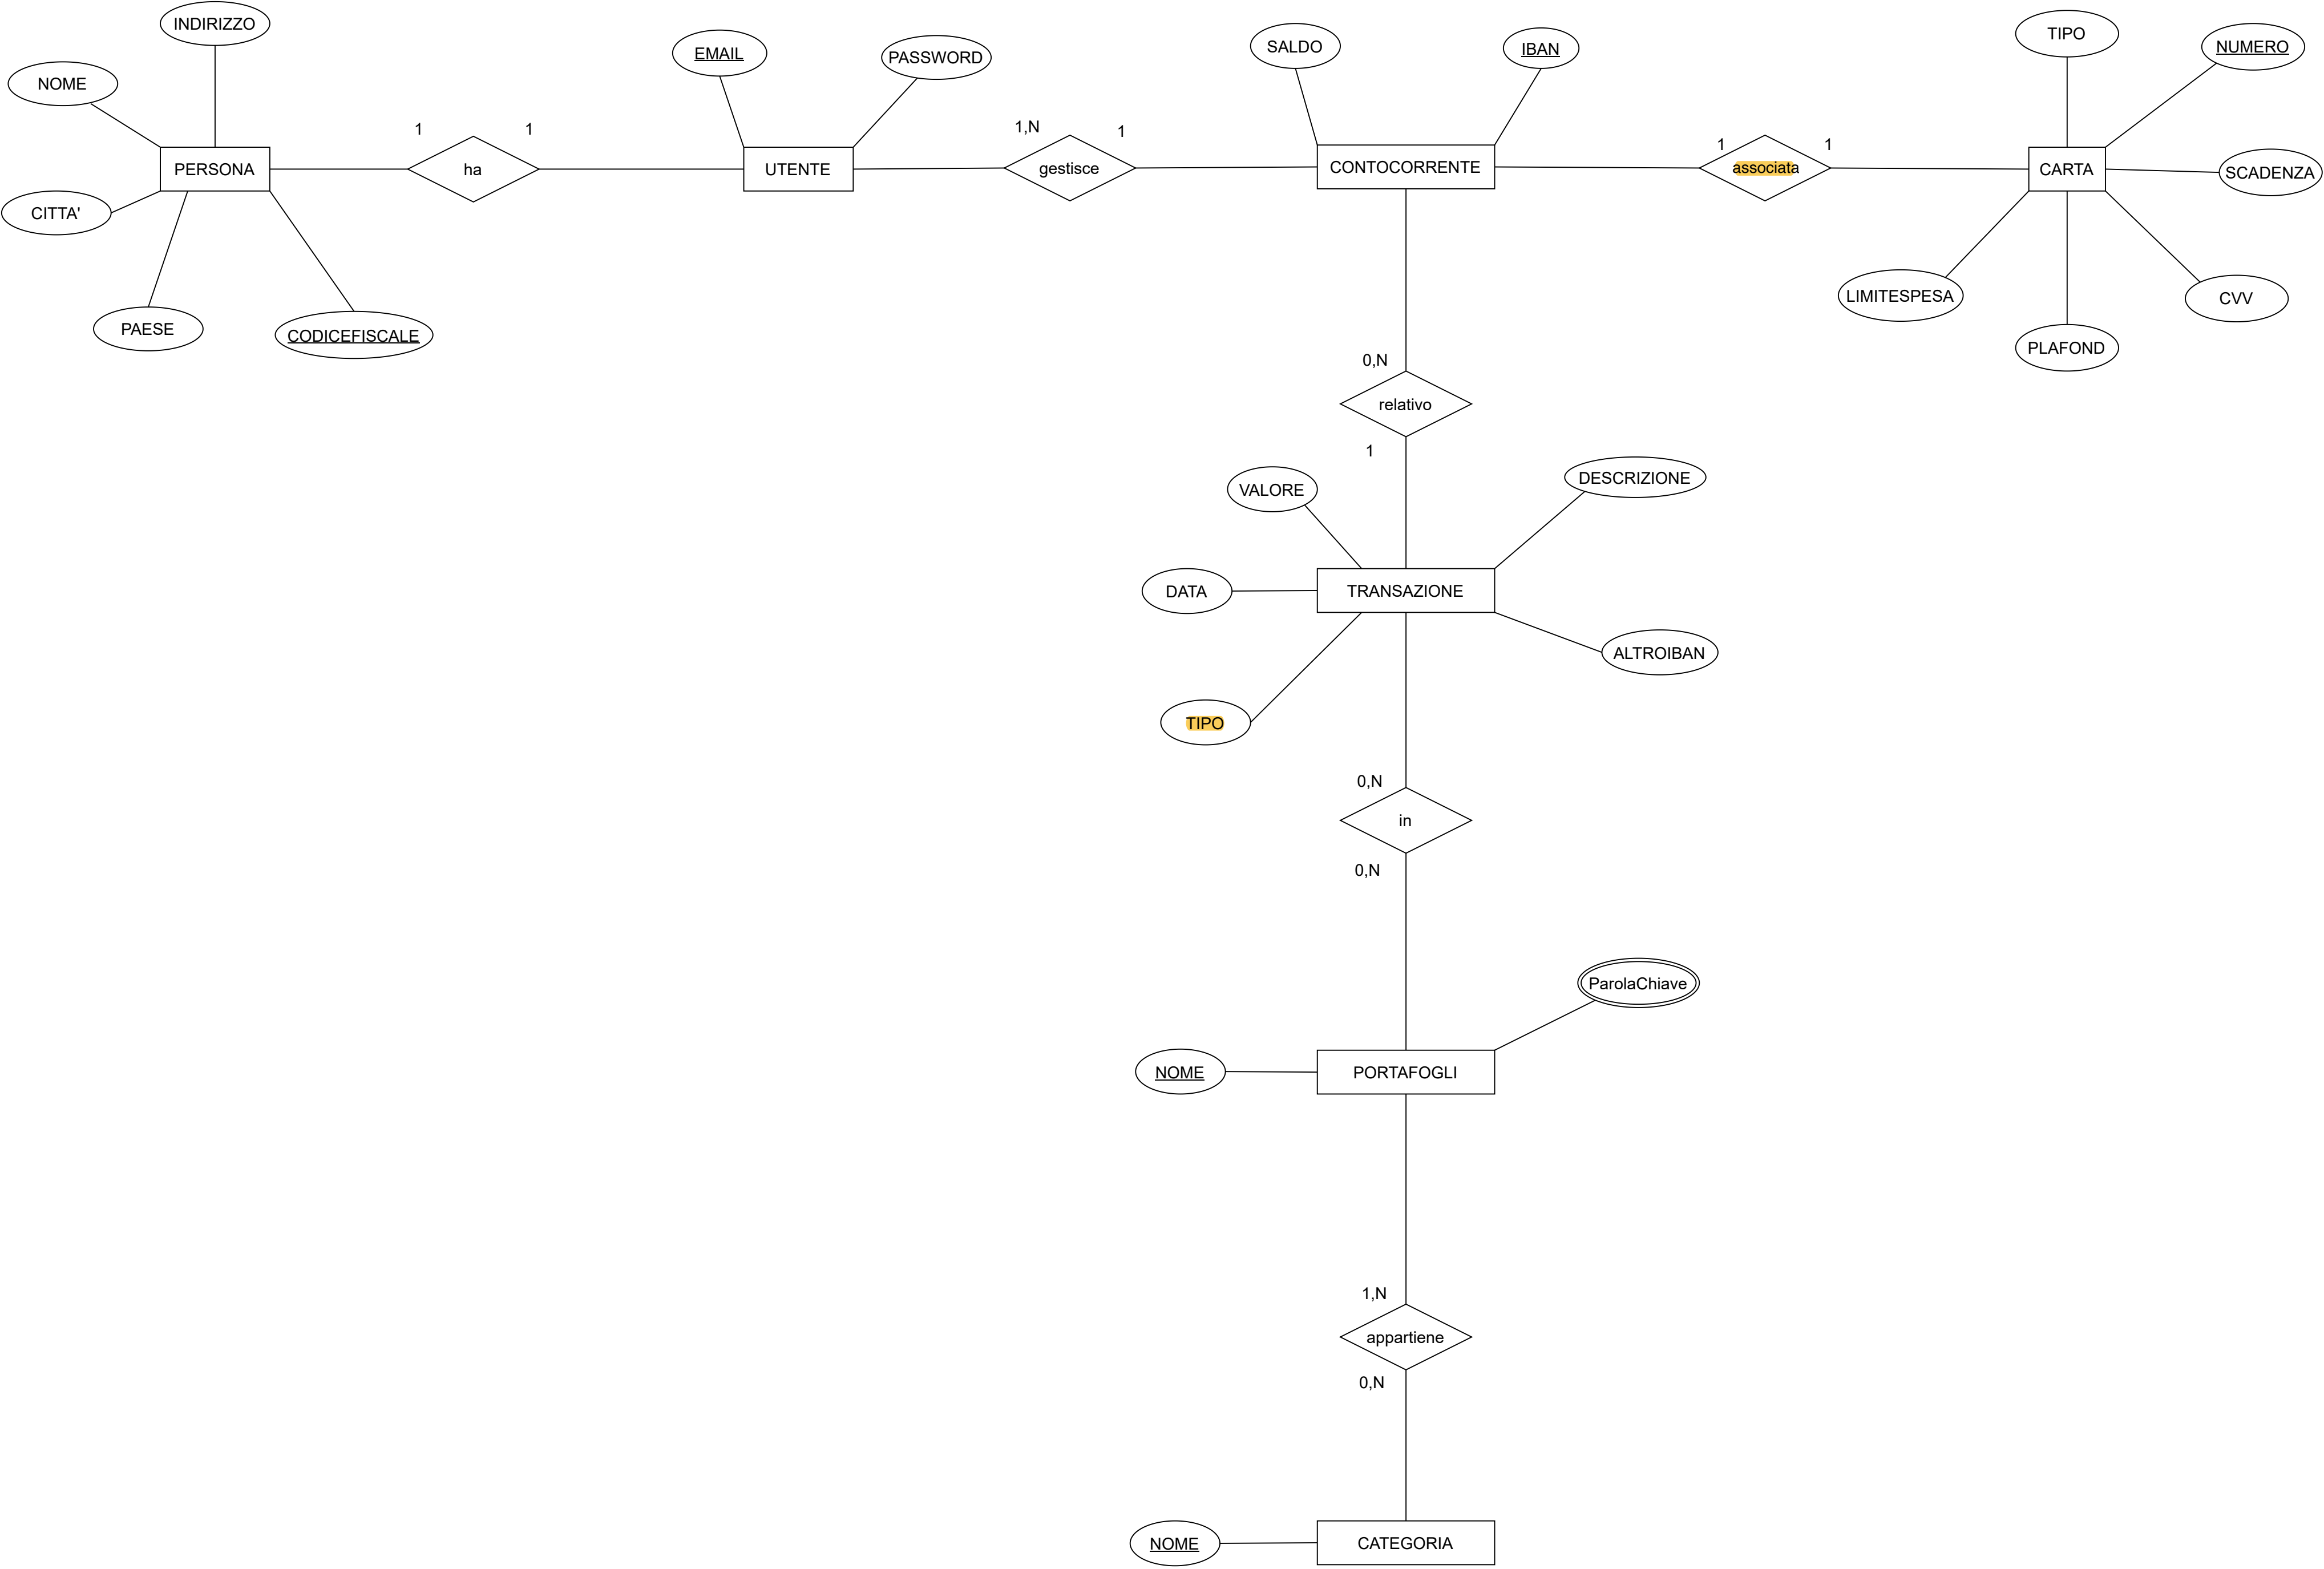 INDIRIZZO
NOME
EMAIL
PASSWORD
SALDO
IBAN
TIPO
NUMERO
1
1
1,N
1
1
1
PERSONA
ha
UTENTE
gestisce
CONTOCORRENTE
associata
CARTA
SCADENZA
CITTA'
PAESE
CODICEFISCALE
LIMITESPESA
PLAFOND
CVV
0,N
relativo
1
VALORE
DESCRIZIONE
DATA
TRANSAZIONE
ALTROIBAN
TIPO
0,N
in
0,N
ParolaChiave
NOME
PORTAFOGLI
1,N
appartiene
0,N
NOME
CATEGORIA